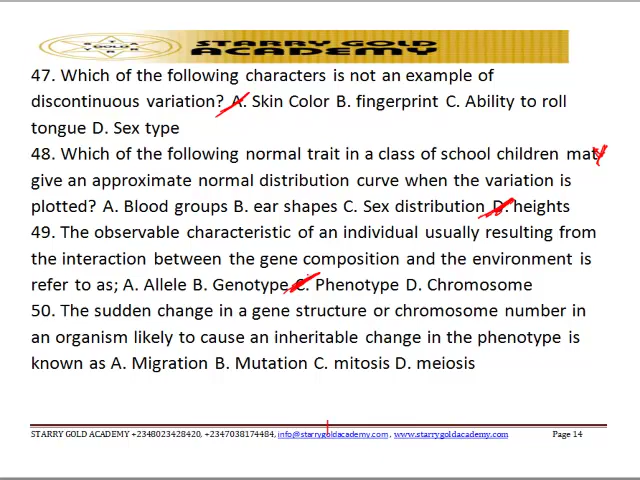 STARRY GOLD
ACADEMY
47. Which of the following characters is not an example of
discontinuous variation? A. Skin Color B. fingerprint C. Ability to roll
tongue D. Sex type
48. Which of the following normal trait in a class of school children maty
give an approximate normal distribution curve when the variation is
plotted? A. Blood groups B. ear shapes C. Sex distribution D. heights
49. The observable characteristic of an individual usually resulting from
the interaction between the gene composition and the environment is
refer to as; A. Allele B. Genotype C. Phenotype D. Chromosome
50. The sudden change in a gene structure or chromosome number in
an organism likely to cause an inheritable change in the phenotype is
known as A. Migration B. Mutation C. mitosis D. meiosis
STARRY GOLD ACADEMY +2348023428420, +2347038174484, info@starrygoldacademy.com, www.starrygoldacademy.com Page 14